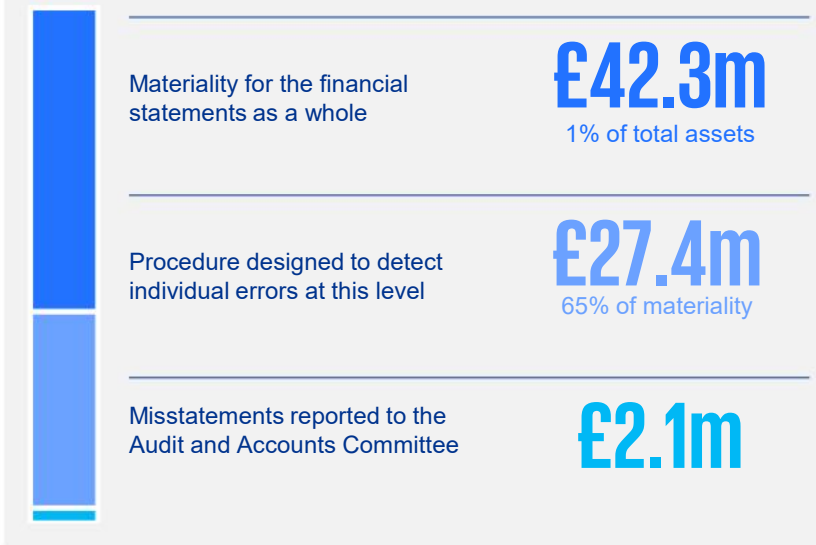 Materiality for the financial
statements as a whole
£42.3m
1% of total assets
Procedure designed to detect
individual errors at this level
£27.4m
65% of materiality
Misstatements reported to the
Audit and Accounts Committee
£2.1m